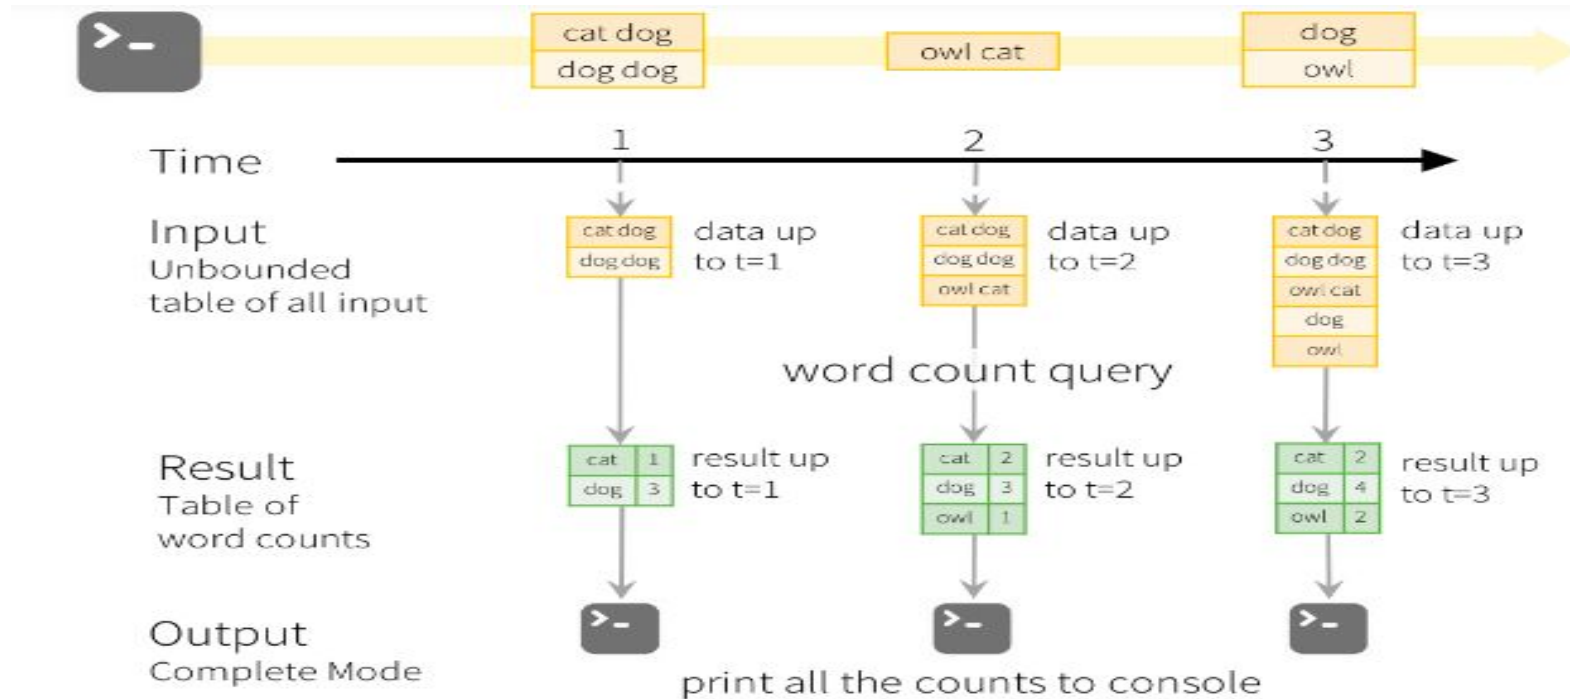 cat dog
dog dog
owl cat
dog
owl
Time
1
2
3
Input
Unbounded
table of all input
cat dog
dog dog
data up
to t=1
cat dog
dog dog
owl cat
data up
to t=2
cat dog
dog dog
owl cat
dog
owl
data up
to t=3
word count query
Result
Table of
word counts
cat 1
dog 3
result up
to t=1
cat 2
dog 3
owl 1
result up
to t=2
cat 2
dog 4
owl 2
result up
to t=3
Output
Complete Mode
print all the counts to console